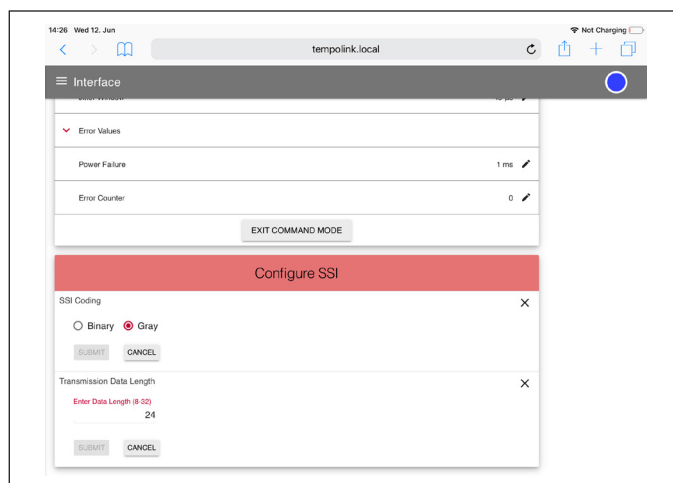 14:26 Wed 12. Jun
Not Charging
tempolink.local
Interface
Error Values
Power Failure 1 ms
Error Counter 0
EXIT COMMAND MODE
Configure SSI
SSI Coding
Binary Gray
SUBMIT CANCEL
Transmission Data Length
Enter Data Length (8-32)
24
SUBMIT CANCEL